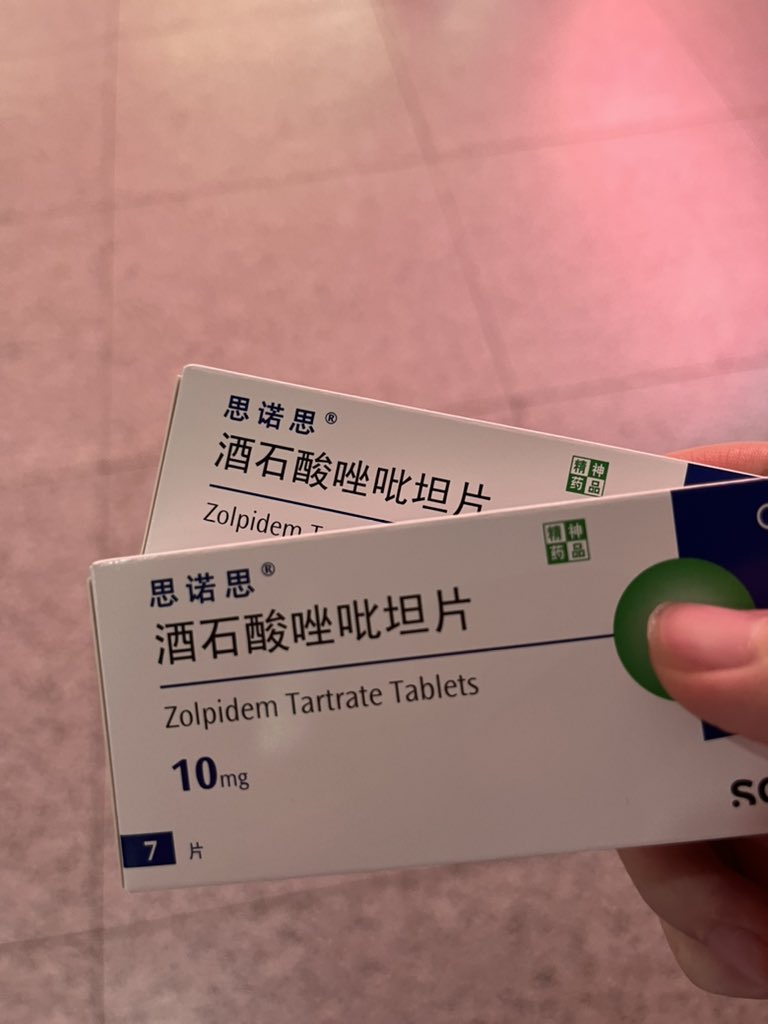 思诺思®
酒石酸唑吡坦片
精神
药品
Zolpidem
思诺思®
酒石酸唑吡坦片
精神
药品
Zolpidem Tartrate Tablets
10mg
7 片